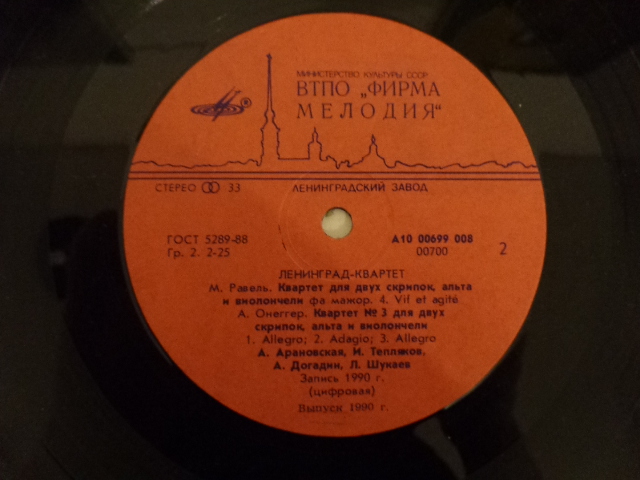 МИНИСТЕРСТВО КУЛЬТУРЫ СССР
ВТПО „ФИРМА
МЕЛОДИЯ“
®
СТЕРЕО 33
ЛЕНИНГРАДСКИЙ ЗАВОД
ГОСТ 5289-88
Гр. 2. 2-25
А10 00699 008
00700
2
ЛЕНИНГРАД-КВАРТЕТ
М. Равель. Квартет для двух скрипок, альта
и виолончели фа мажор. 4. Vif et agité.
А. Онеггер. Квартет №3 для двух
скрипок, альта и виолончели
1. Allegro; 2. Adagio; 3. Allegro
А. Арановская, И. Тепляков,
А. Догадин, Л. Шукаев
Запись 1990 г.
(цифровая)
Выпуск 1990 г.